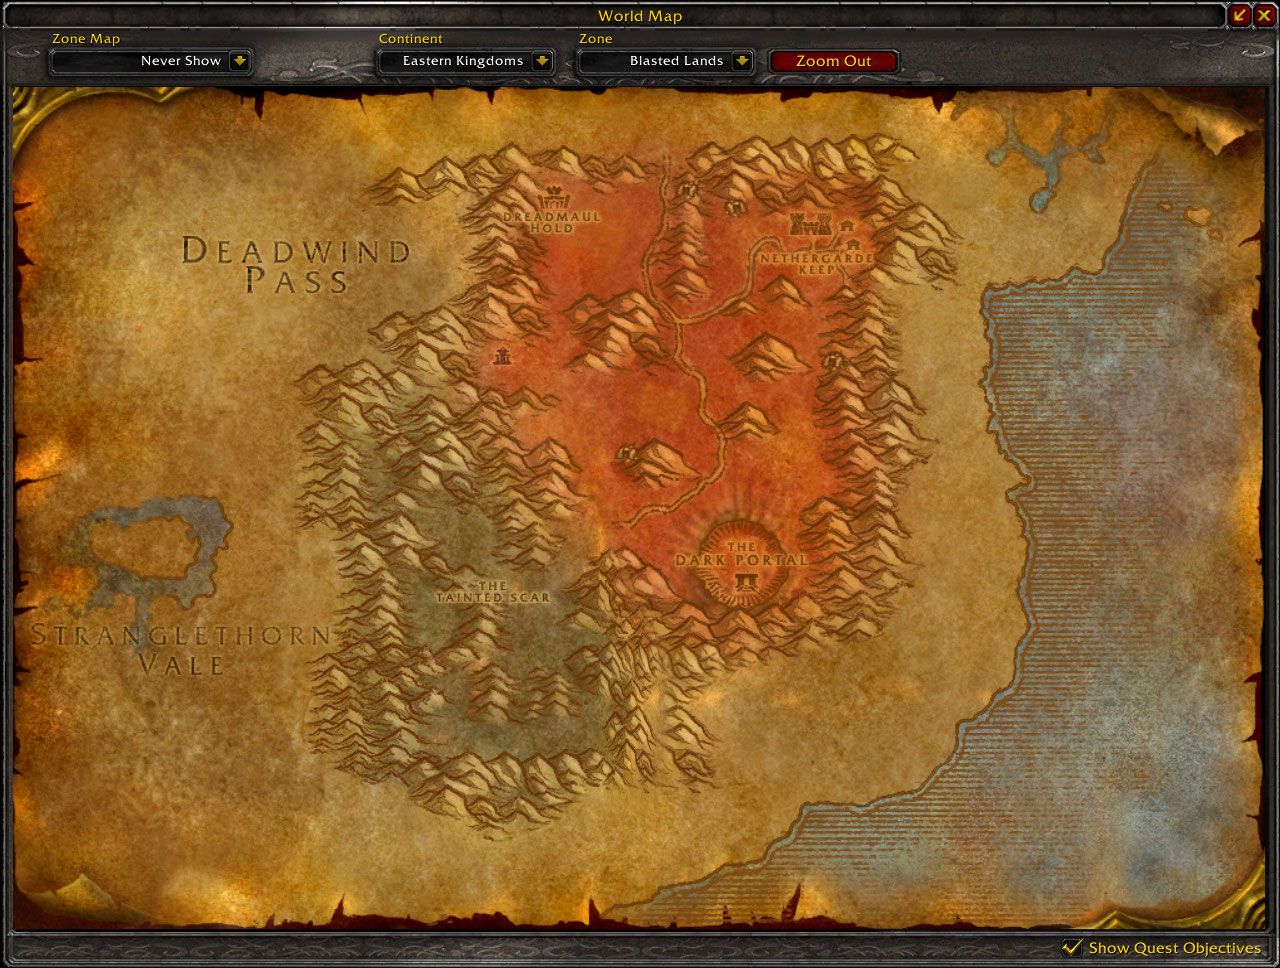 World Map
Zone Map
Continent
Zone
Never Show
Eastern Kingdoms
Blasted Lands
Zoom Out
DREADMAUL
HOLD
DEADWIND
PASS
NETHERGARDE
KEEP
THE
DARK PORTAL
THE
TAINTED SCAR
STRANGLETHORN
VALE
Show Quest Objectives